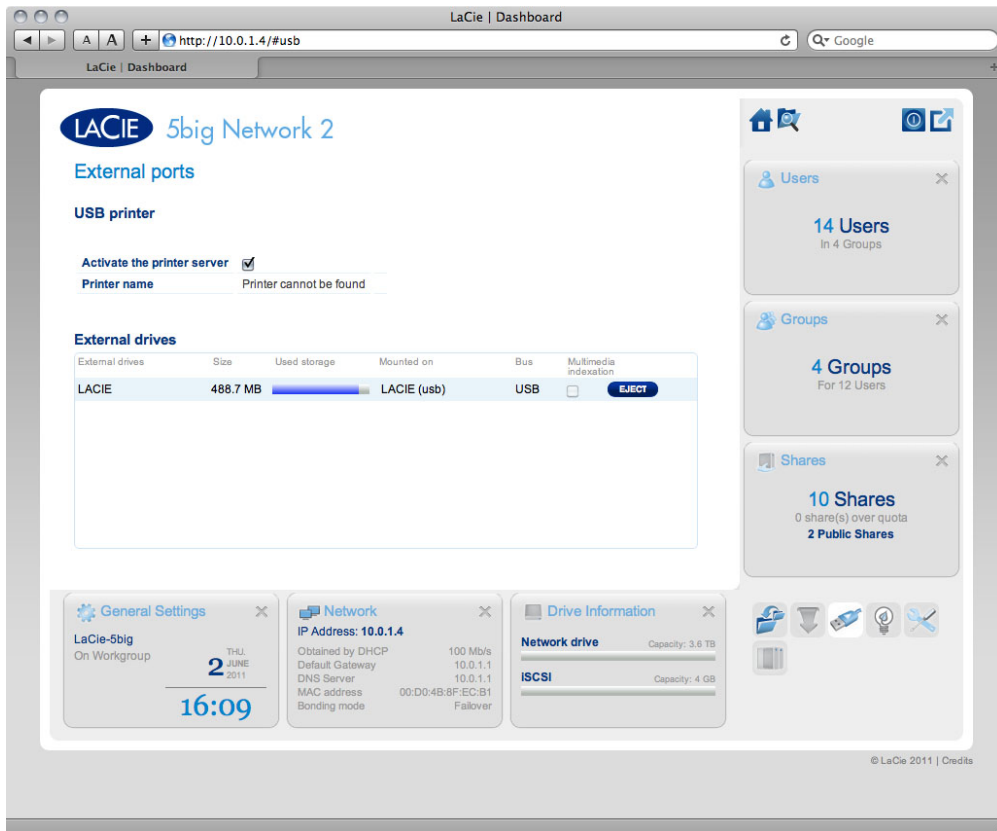 LaCie | Dashboard
A A + http://10.0.1.4/#usb Google
LaCie | Dashboard +
LACIE 5big Network 2
External ports
USB printer
Activate the printer server
Printer name Printer cannot be found
External drives
External drives Size Used storage Mounted on Bus Multimedia indexation
LACIE 488.7 MB LACIE (usb) USB EJECT
Users
14 Users
In 4 Groups
Groups
4 Groups
For 12 Users
Shares
10 Shares
0 share(s) over quota
2 Public Shares
General Settings
LaCie-5big
On Workgroup
THU.
2 JUNE
2011
16:09
Network
IP Address: 10.0.1.4
Obtained by DHCP 100 Mb/s
Default Gateway 10.0.1.1
DNS Server 10.0.1.1
MAC address 00:D0:4B:8F:EC:B1
Bonding mode Failover
Drive Information
Network drive Capacity: 3.6 TB
iSCSI Capacity: 4 GB
© LaCie 2011 | Credits